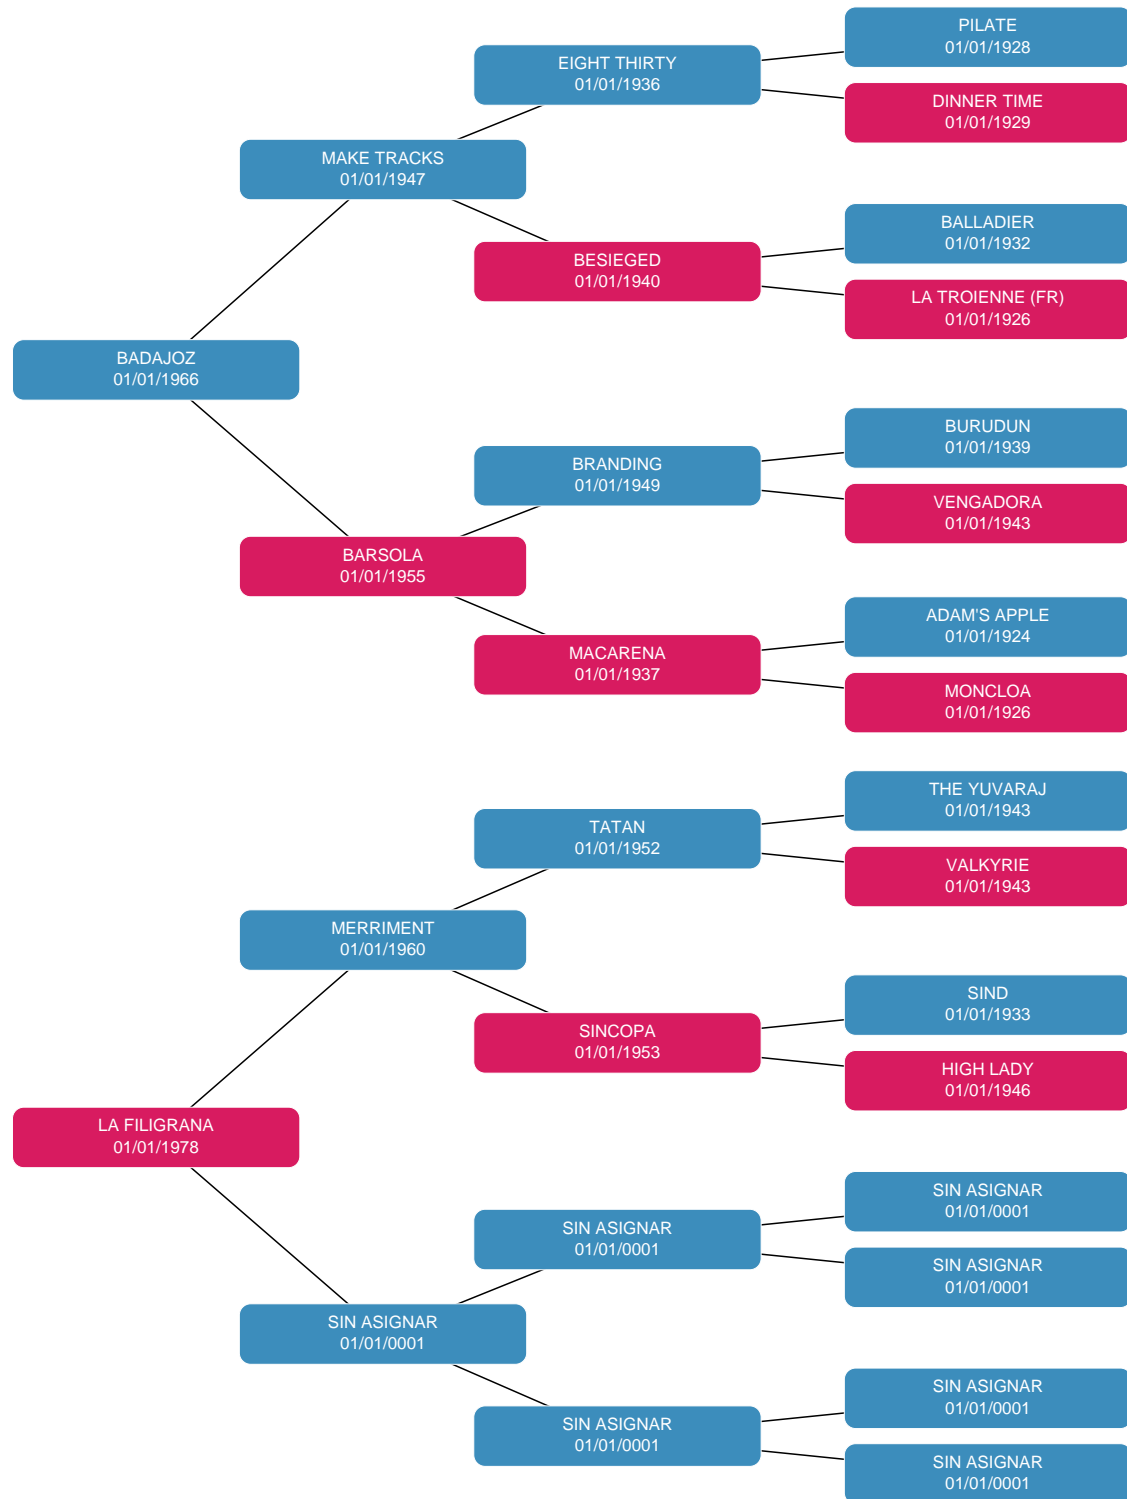 PILATE
01/01/1928
EIGHT THIRTY
01/01/1936
DINNER TIME
01/01/1929
MAKE TRACKS
01/01/1947
BALLADIER
01/01/1932
BESIEGED
01/01/1940
LA TROIENNE (FR)
01/01/1926
BADAJOZ
01/01/1966
BURUDUN
01/01/1939
BRANDING
01/01/1949
VENGADORA
01/01/1943
BARSOLA
01/01/1955
ADAM'S APPLE
01/01/1924
MACARENA
01/01/1937
MONCLOA
01/01/1926
THE YUVARAJ
01/01/1943
TATAN
01/01/1952
VALKYRIE
01/01/1943
MERRIMENT
01/01/1960
SIND
01/01/1933
SINCOPA
01/01/1953
HIGH LADY
01/01/1946
LA FILIGRANA
01/01/1978
SIN ASIGNAR
01/01/0001
SIN ASIGNAR
01/01/0001
SIN ASIGNAR
01/01/0001
SIN ASIGNAR
01/01/0001
SIN ASIGNAR
01/01/0001
SIN ASIGNAR
01/01/0001
SIN ASIGNAR
01/01/0001